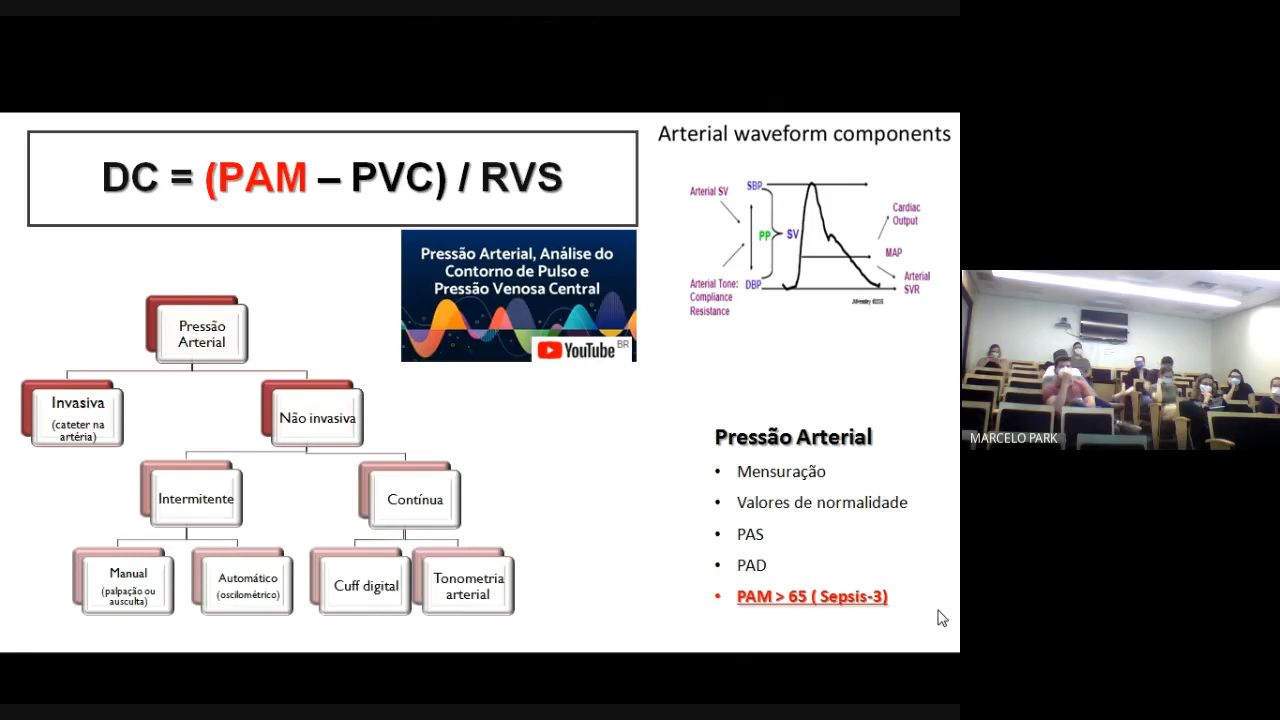 DC = (PAM – PVC) / RVS
Pressão Arterial, Análise do
Contorno de Pulso e
Pressão Venosa Central
YouTube BR
Pressão
Arterial
Invasiva
(cateter na
artéria)
Não invasiva
Intermitente
Contínua
Manual
(palpação ou
ausculta)
Automático
(oscilométrico)
Cuff digital
Tonometria
arterial
Arterial waveform components
Arterial SV
SBP
PP
SV
Cardiac
Output
MAP
Arterial
SVR
Arterial Tone:
Compliance
Resistance
DBP
Pressão Arterial
• Mensuração
• Valores de normalidade
• PAS
• PAD
• PAM > 65 ( Sepsis-3)
MARCELO PARK